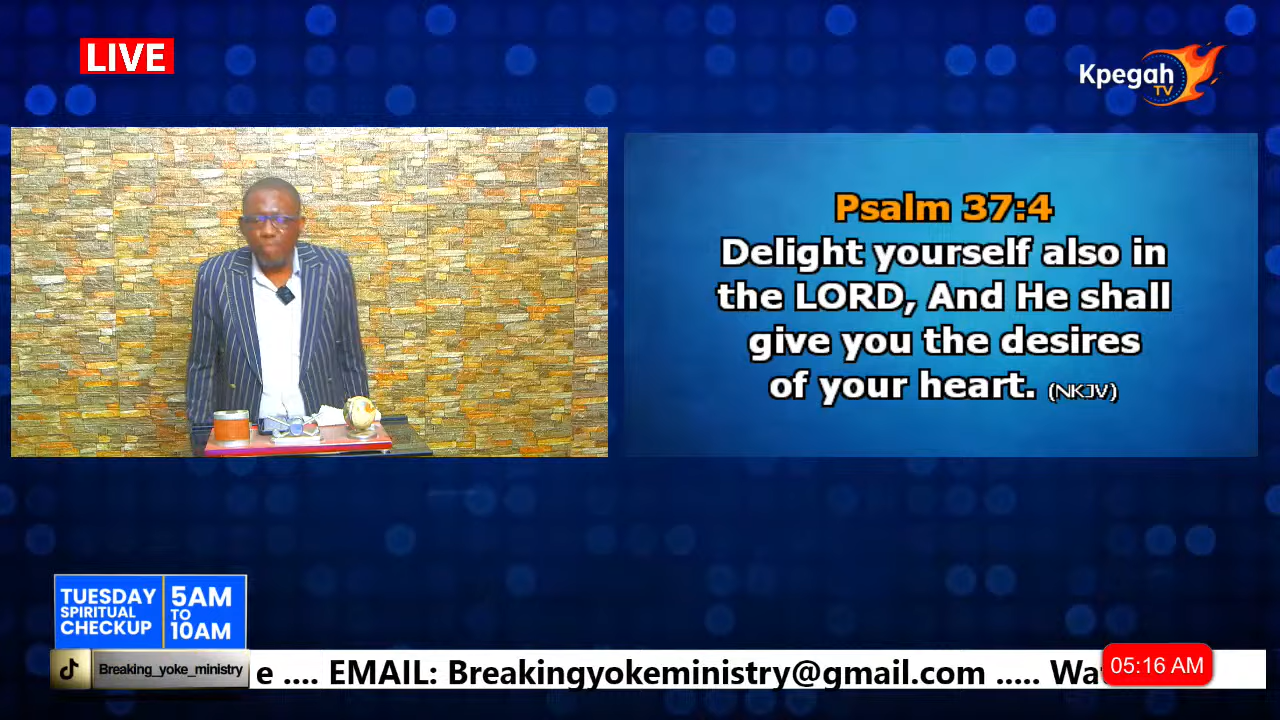 LIVE
Kpegah
TV
Psalm 37:4
Delight yourself also in
the LORD, And He shall
give you the desires
of your heart. (NKJV)
TUESDAY
SPIRITUAL
CHECKUP
5AM
TO
10AM
Breaking_yoke_ministry
e .... EMAIL: Breakingyokeministry@gmail.com ..... Wa
05:16 AM